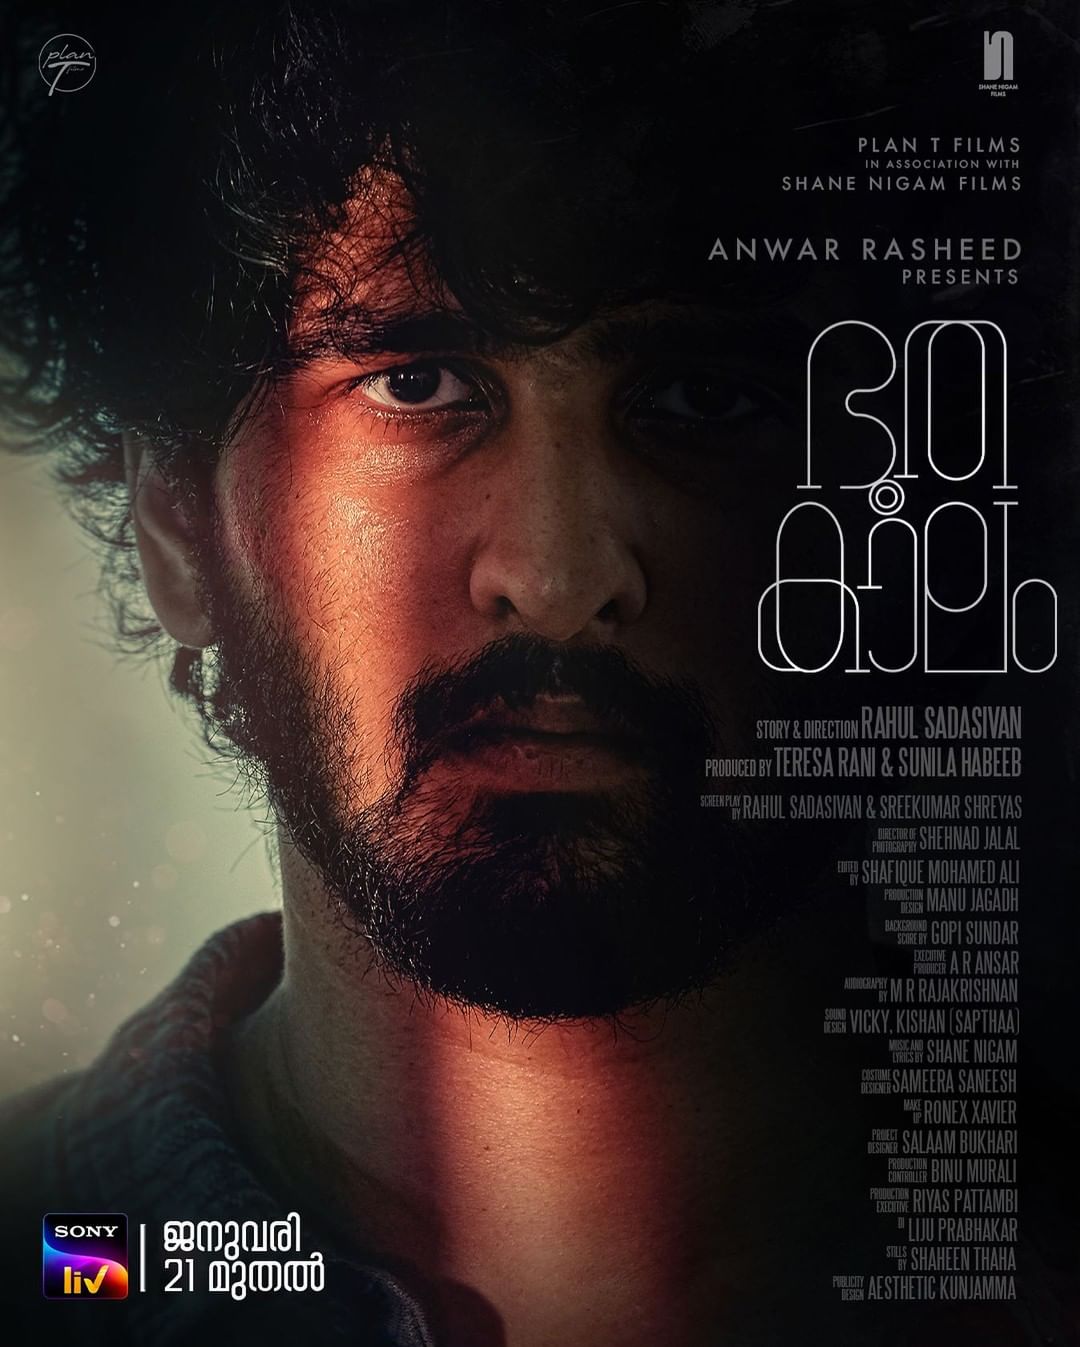 plan
T
films
SHANE NIGAM
FILMS
PLAN T FILMS
IN ASSOCIATION WITH
SHANE NIGAM FILMS
ANWAR RASHEED
PRESENTS
ഭൂത
കാലം
STORY & DIRECTION RAHUL SADASIVAN
PRODUCED BY TERESA RANI & SUNILA HABEEB
SCREEN PLAY BY RAHUL SADASIVAN & SREEKUMAR SHREYAS
DIRECTOR OF PHOTOGRAPHY SHEHNAD JALAL
EDITED BY SHAFIQUE MOHAMED ALI
PRODUCTION DESIGN MANU JAGADH
BACKGROUND SCORE BY GOPI SUNDAR
EXECUTIVE PRODUCER A R ANSAR
AUDIOGRAPHY BY M R RAJAKRISHNAN
SOUND DESIGN VICKY, KISHAN (SAPTHAA)
MUSIC AND LYRICS BY SHANE NIGAM
COSTUME DESIGNER SAMEERA SANEESH
MAKE UP RONEX XAVIER
PROJECT DESIGNER SALAAM BUKHARI
PRODUCTION CONTROLLER BINU MURALI
PRODUCTION EXECUTIVE RIYAS PATTAMBI
DI LIJU PRABHAKAR
STILLS BY SHAHEEN THAHA
PUBLICITY DESIGN AESTHETIC KUNJAMMA
SONY
liv
ജനുവരി
21 മുതൽ